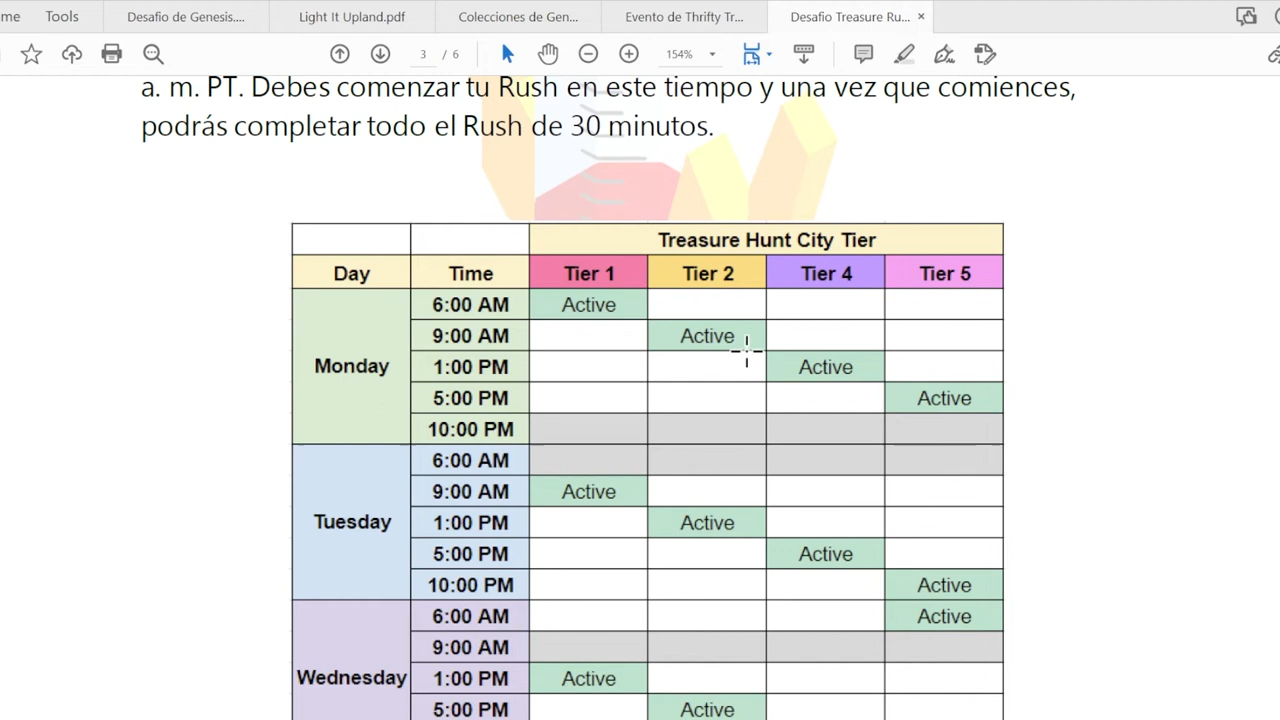 me Tools Desafio de Genesis.... Light It Upland.pdf Colecciones de Gen... Evento de Thrifty Tr... Desafio Treasure Ru... ×
3 / 6 154%
a. m. PT. Debes comenzar tu Rush en este tiempo y una vez que comiences,
podrás completar todo el Rush de 30 minutos.
Treasure Hunt City Tier
Day Time Tier 1 Tier 2 Tier 4 Tier 5
6:00 AM Active
9:00 AM Active
Monday 1:00 PM Active
5:00 PM Active
10:00 PM
6:00 AM
9:00 AM Active
Tuesday 1:00 PM Active
5:00 PM Active
10:00 PM Active
6:00 AM Active
9:00 AM
Wednesday 1:00 PM Active
5:00 PM Active